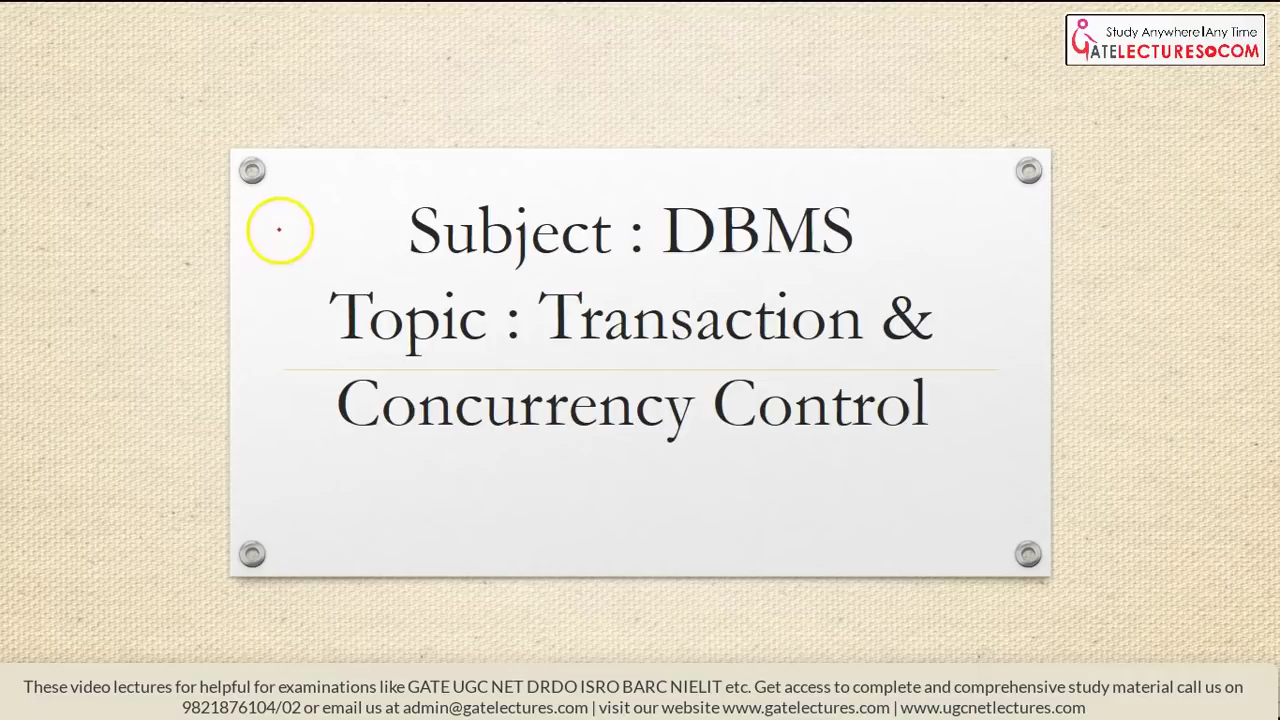 Study Anywhere|Any Time
GATELECTURES.COM
Subject : DBMS
Topic : Transaction &
Concurrency Control
These video lectures for helpful for examinations like GATE UGC NET DRDO ISRO BARC NIELIT etc. Get access to complete and comprehensive study material call us on
9821876104/02 or email us at admin@gatelectures.com | visit our website www.gatelectures.com | www.ugcnetlectures.com